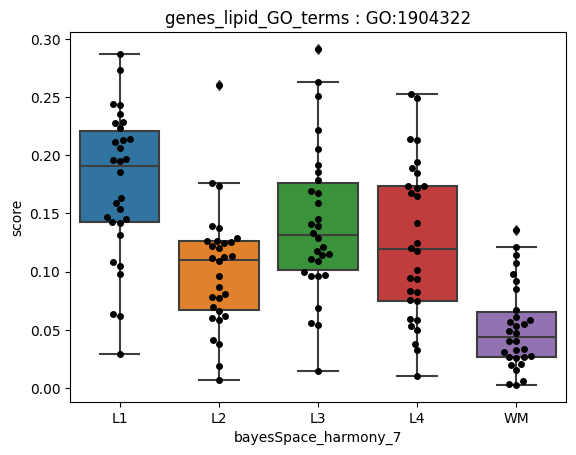 genes_lipid_GO_terms : GO:1904322
0.30
0.25
0.20
0.15
0.10
0.05
0.00
score
L1 L2 L3 L4 WM
bayesSpace_harmony_7